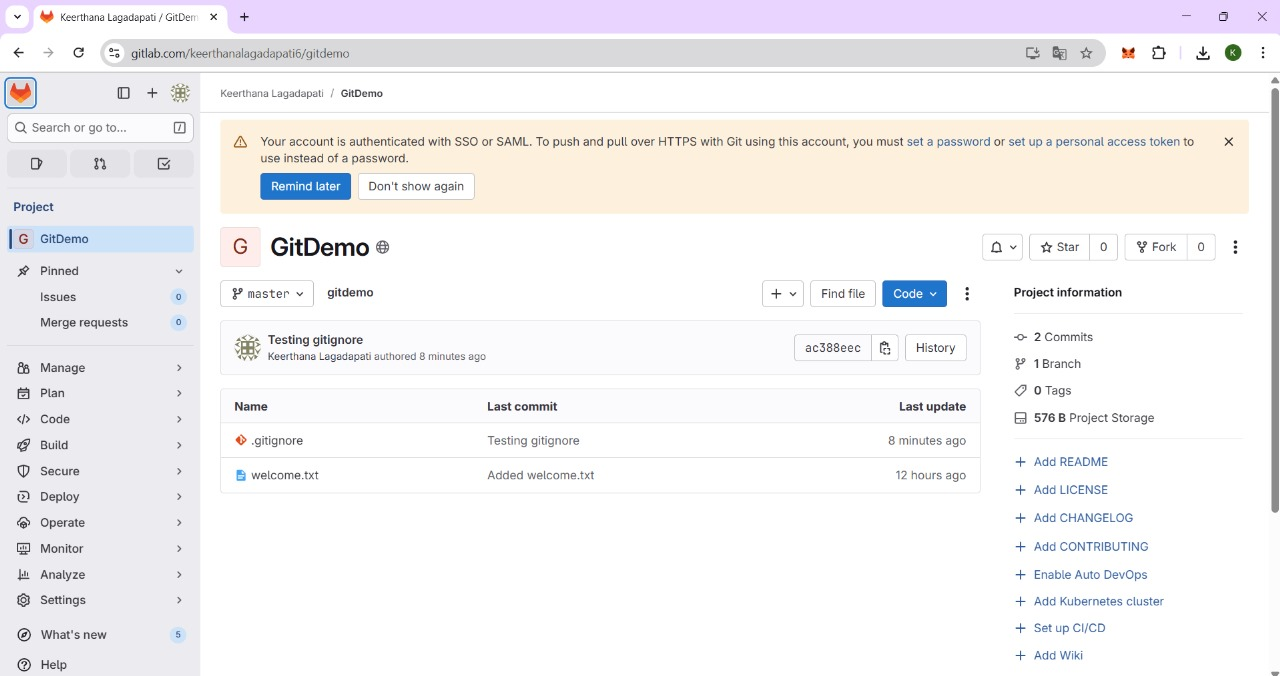 Keerthana Lagadapati / GitDem
gitlab.com/keerthanalagadapati6/gitdemo
K
Search or go to...
/
Project
G GitDemo
Pinned
Issues 0
Merge requests 0
Manage
Plan
Code
Build
Secure
Deploy
Operate
Monitor
Analyze
Settings
What's new 5
Help
Keerthana Lagadapati / GitDemo
Your account is authenticated with SSO or SAML. To push and pull over HTTPS with Git using this account, you must set a password or set up a personal access token to
use instead of a password.
Remind later Don't show again
G GitDemo
Star 0 Fork 0
master gitdemo Find file Code
Testing gitignore
Keerthana Lagadapati authored 8 minutes ago
ac388eec History
Name Last commit Last update
.gitignore Testing gitignore 8 minutes ago
welcome.txt Added welcome.txt 12 hours ago
Project information
2 Commits
1 Branch
0 Tags
576 B Project Storage
Add README
Add LICENSE
Add CHANGELOG
Add CONTRIBUTING
Enable Auto DevOps
Add Kubernetes cluster
Set up CI/CD
Add Wiki